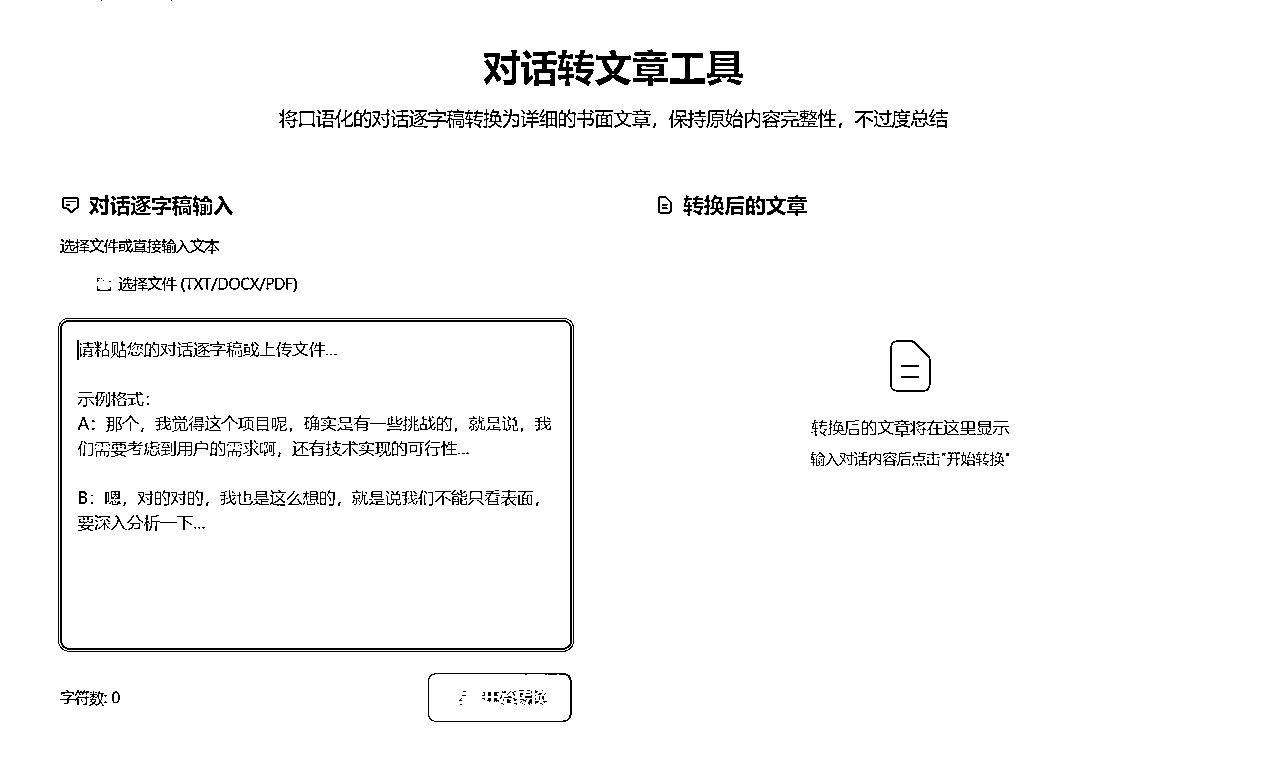 对话转文章工具
将口语化的对话逐字稿转换为详细的书面文章，保持原始内容完整性，不过度总结
对话逐字稿输入
选择文件或直接输入文本
选择文件 (TXT/DOCX/PDF)
请粘贴您的对话逐字稿或上传文件...
示例格式：
A：那个，我觉得这个项目呢，确实是有一些挑战的，就是说，我
们需要考虑到用户的需求啊，还有技术实现的可行性...
B：嗯，对的对的，我也是这么想的，就是说我们不能只看表面，
要深入分析一下...
字符数: 0
转换后的文章
转换后的文章将在这里显示
输入对话内容后点击"开始转换"